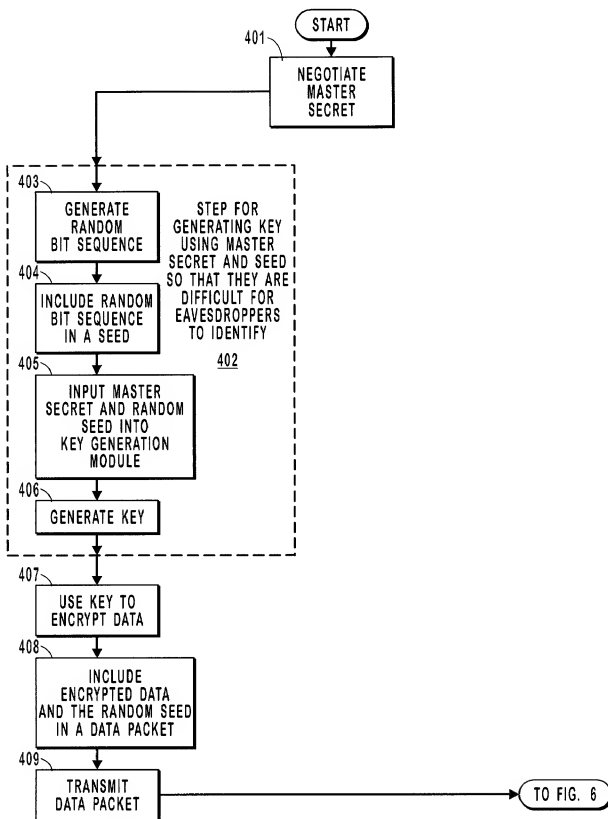 START
401
NEGOTIATE
MASTER
SECRET
403
GENERATE
RANDOM
BIT SEQUENCE
404
INCLUDE RANDOM
BIT SEQUENCE
IN A SEED
STEP FOR
GENERATING KEY
USING MASTER
SECRET AND SEED
SO THAT THEY ARE
DIFFICULT FOR
EAVESDROPPERS
TO IDENTIFY
402
405
INPUT MASTER
SECRET AND RANDOM
SEED INTO
KEY GENERATION
MODULE
406
GENERATE KEY
407
USE KEY TO
ENCRYPT DATA
408
INCLUDE
ENCRYPTED DATA
AND THE RANDOM SEED
IN A DATA PACKET
409
TRANSMIT
DATA PACKET
TO FIG. 6